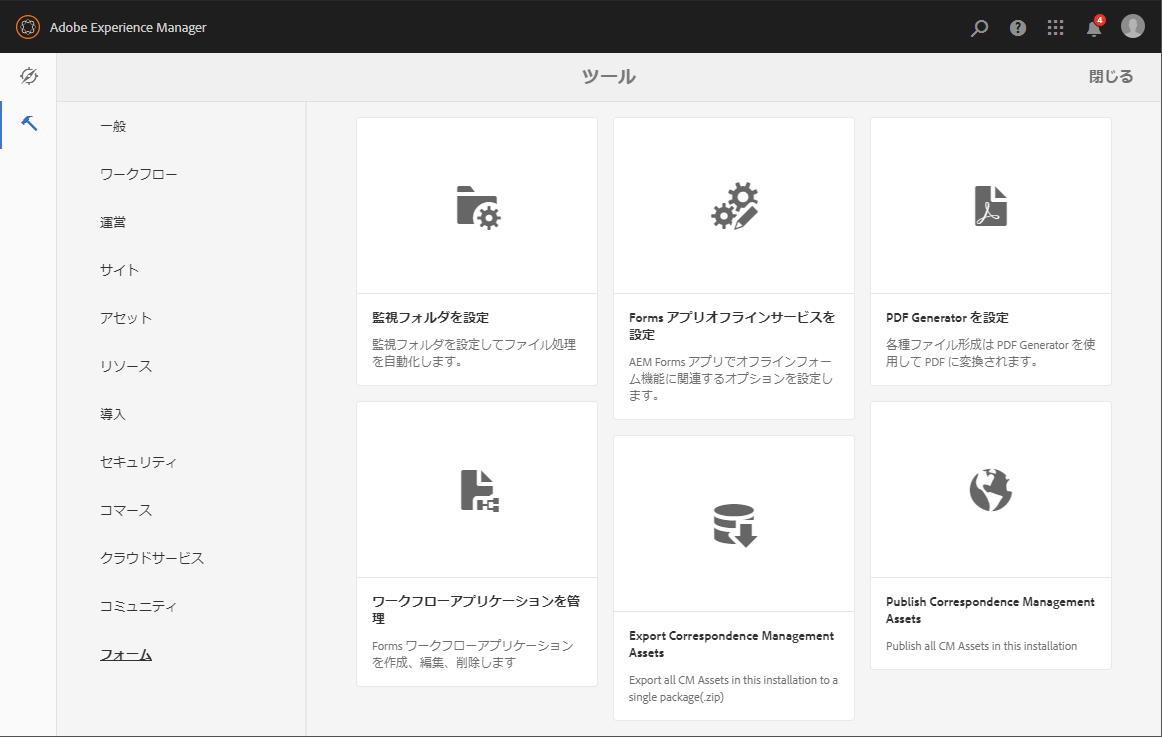 Adobe Experience Manager
4
ツール
閉じる
一般
ワークフロー
運営
サイト
アセット
リソース
導入
セキュリティ
コマース
クラウドサービス
コミュニティ
フォーム
監視フォルダを設定
監視フォルダを設定してファイル処理
を自動化します。
Forms アプリオフラインサービスを
設定
AEM Forms アプリでオフラインフォー
ム機能に関連するオプションを設定し
ます。
PDF Generator を設定
各種ファイル形成は PDF Generator を使
用して PDF に変換されます。
ワークフローアプリケーションを管
理
Forms ワークフローアプリケーション
を作成、編集、削除します
Export Correspondence Management
Assets
Export all CM Assets in this installation to a
single package(.zip)
Publish Correspondence Management
Assets
Publish all CM Assets in this installation